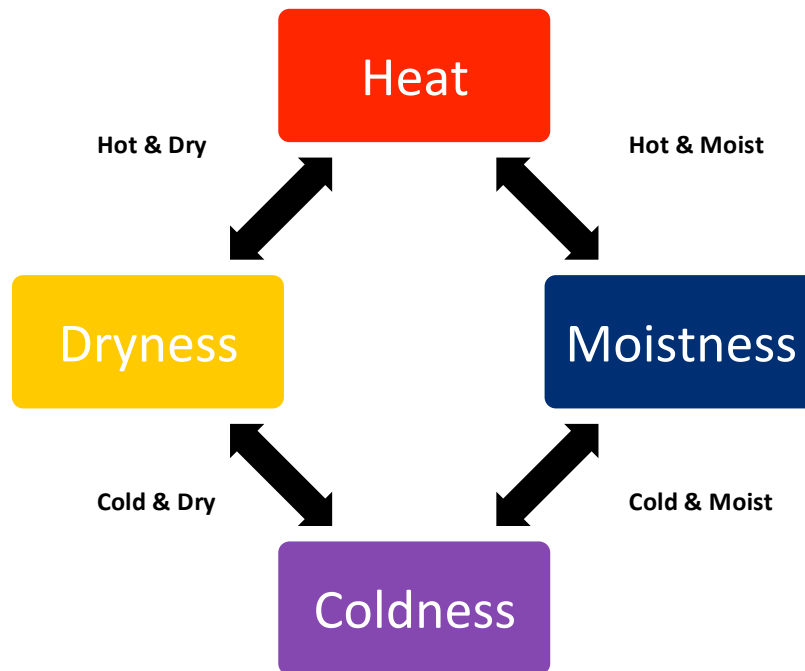 Heat
Hot & Dry
Hot & Moist
Dryness
Moistness
Cold & Dry
Cold & Moist
Coldness